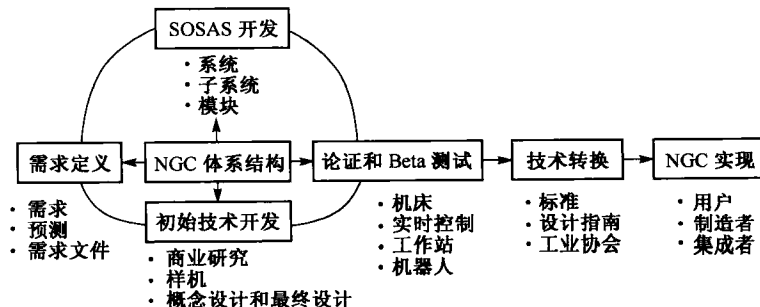 SOSAS 开发
· 系统
· 子系统
· 模块
需求定义
NGC 体系结构
论证和 Beta 测试
技术转换
NGC 实现
· 需求
· 预测
· 需求文件
初始技术开发
· 商业研究
· 样机
· 概念设计和最终设计
· 机床
· 实时控制
· 工作站
· 机器人
· 标准
· 设计指南
· 工业协会
· 用户
· 制造者
· 集成者